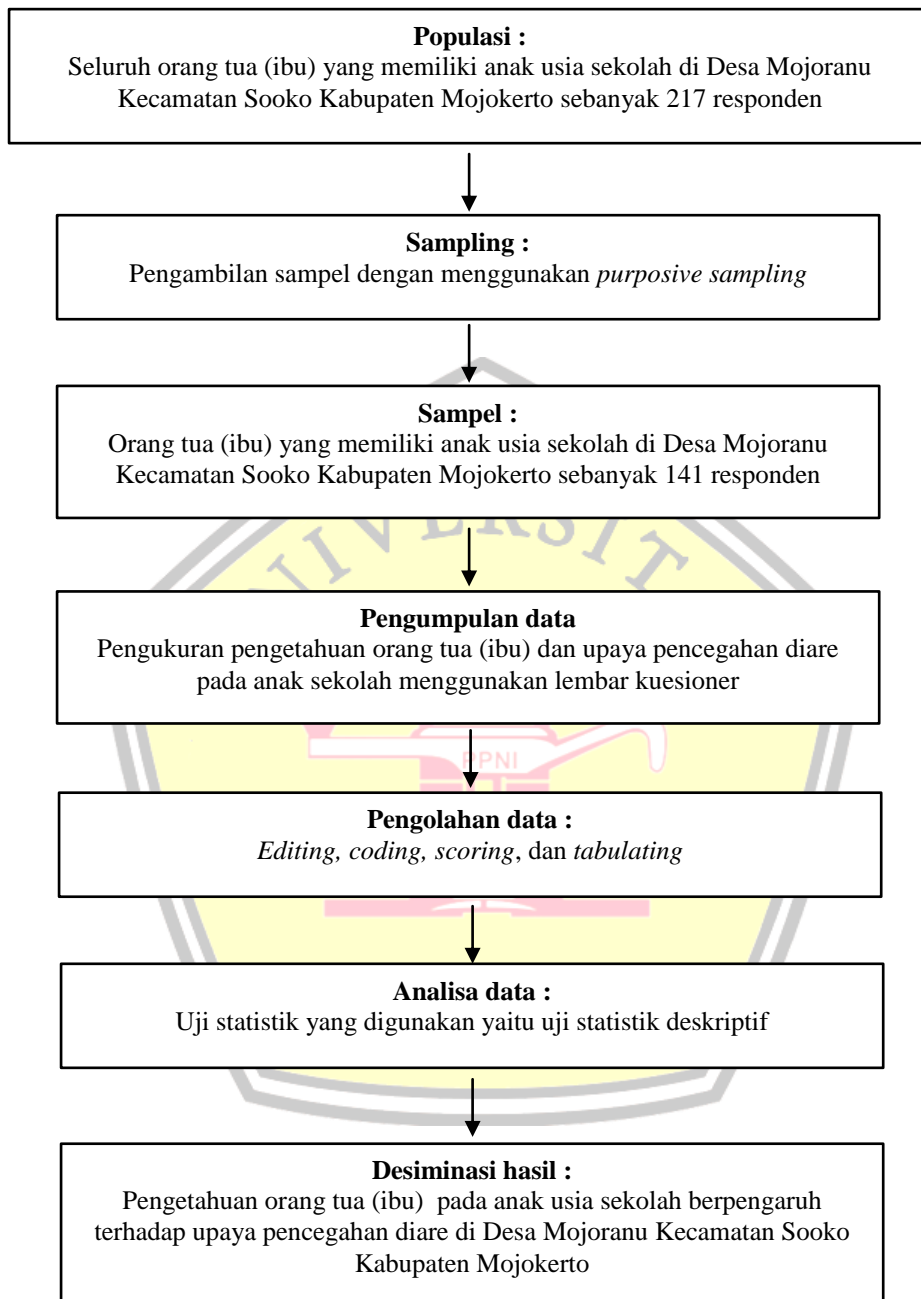 Populasi :
Seluruh orang tua (ibu) yang memiliki anak usia sekolah di Desa Mojoranu
Kecamatan Sooko Kabupaten Mojokerto sebanyak 217 responden
Sampling :
Pengambilan sampel dengan menggunakan purposive sampling
Sampel :
Orang tua (ibu) yang memiliki anak usia sekolah di Desa Mojoranu
Kecamatan Sooko Kabupaten Mojokerto sebanyak 141 responden
NIVERSIT
Pengumpulan data
Pengukuran pengetahuan orang tua (ibu) dan upaya pencegahan diare
pada anak sekolah menggunakan lembar kuesioner
PPNI
Pengolahan data :
Editing, coding, scoring, dan tabulating
Analisa data :
Uji statistik yang digunakan yaitu uji statistik deskriptif
Desiminasi hasil :
Pengetahuan orang tua (ibu) pada anak usia sekolah berpengaruh
terhadap upaya pencegahan diare di Desa Mojoranu Kecamatan Sooko
Kabupaten Mojokerto